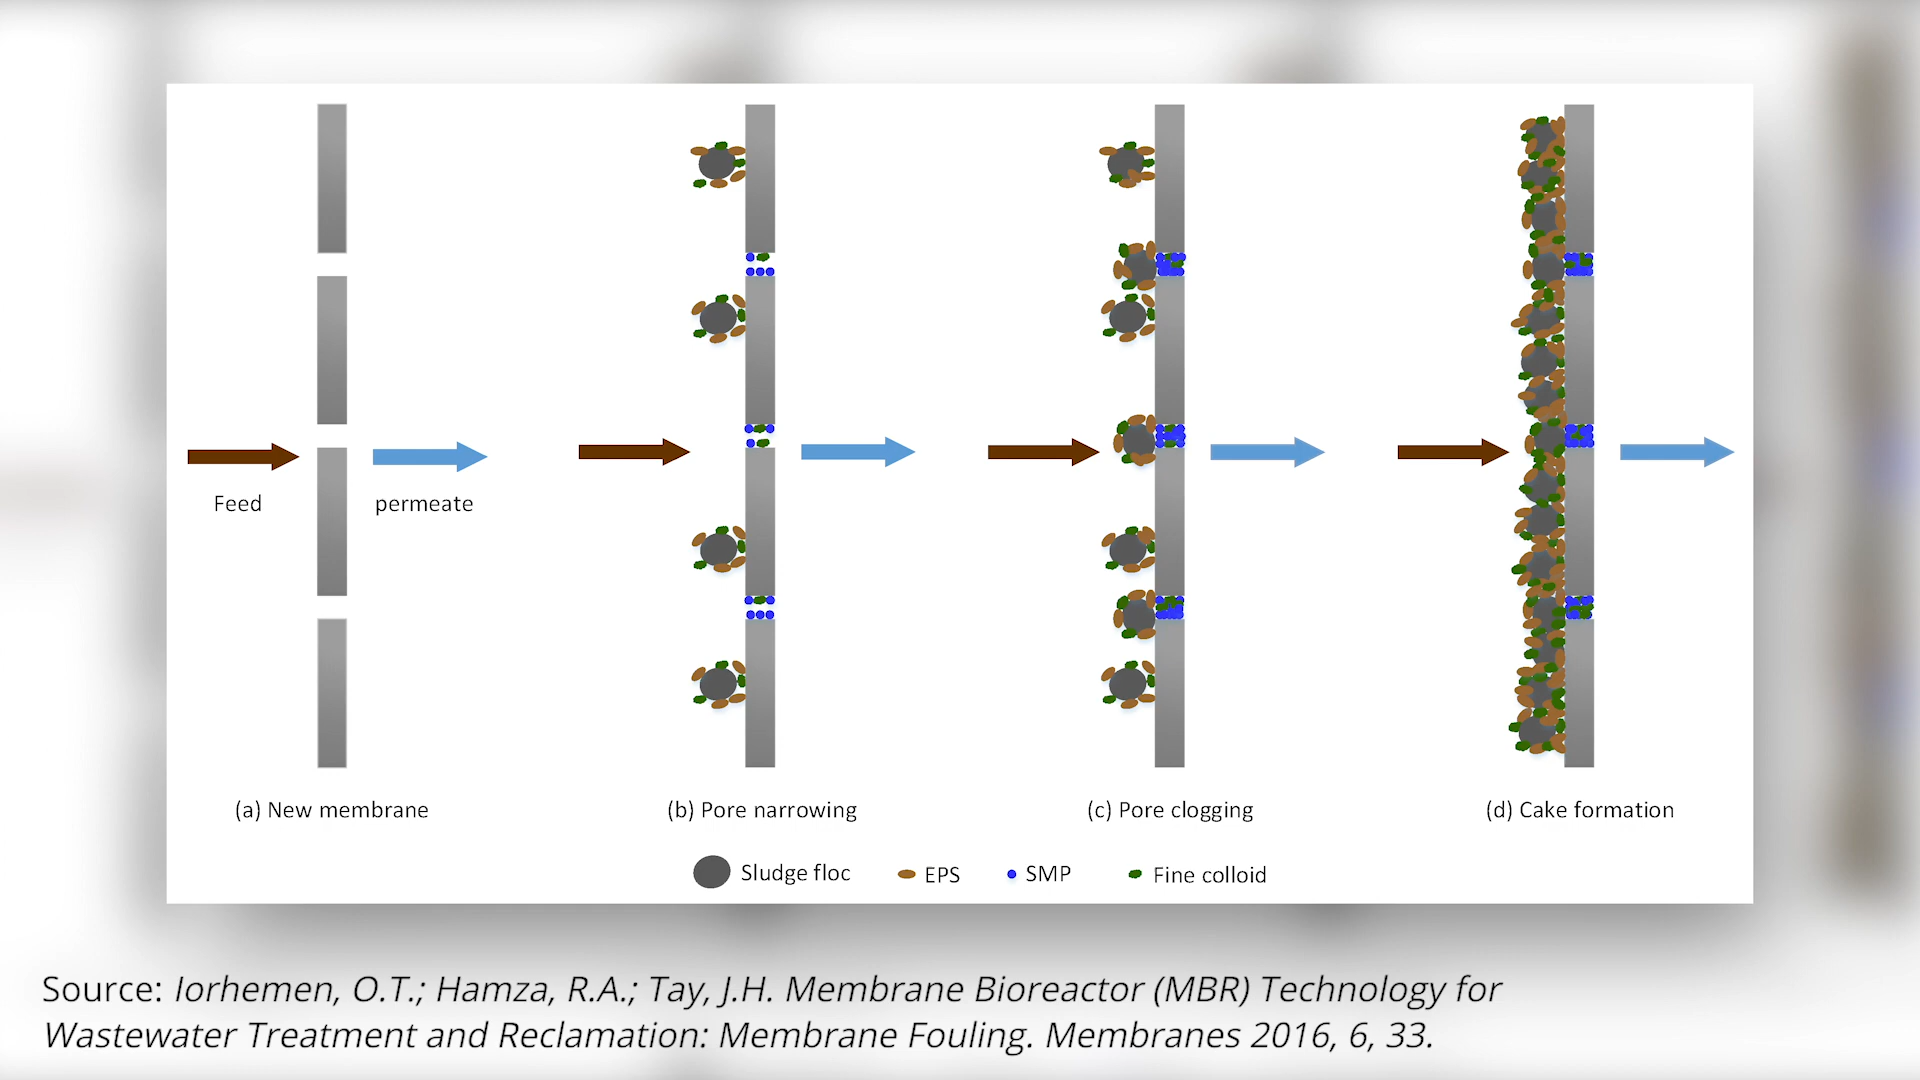 Feed
permeate
(a) New membrane
(b) Pore narrowing
(c) Pore clogging
(d) Cake formation
Sludge floc
EPS
SMP
Fine colloid
Source: Iorhemen, O.T.; Hamza, R.A.; Tay, J.H. Membrane Bioreactor (MBR) Technology for
Wastewater Treatment and Reclamation: Membrane Fouling. Membranes 2016, 6, 33.